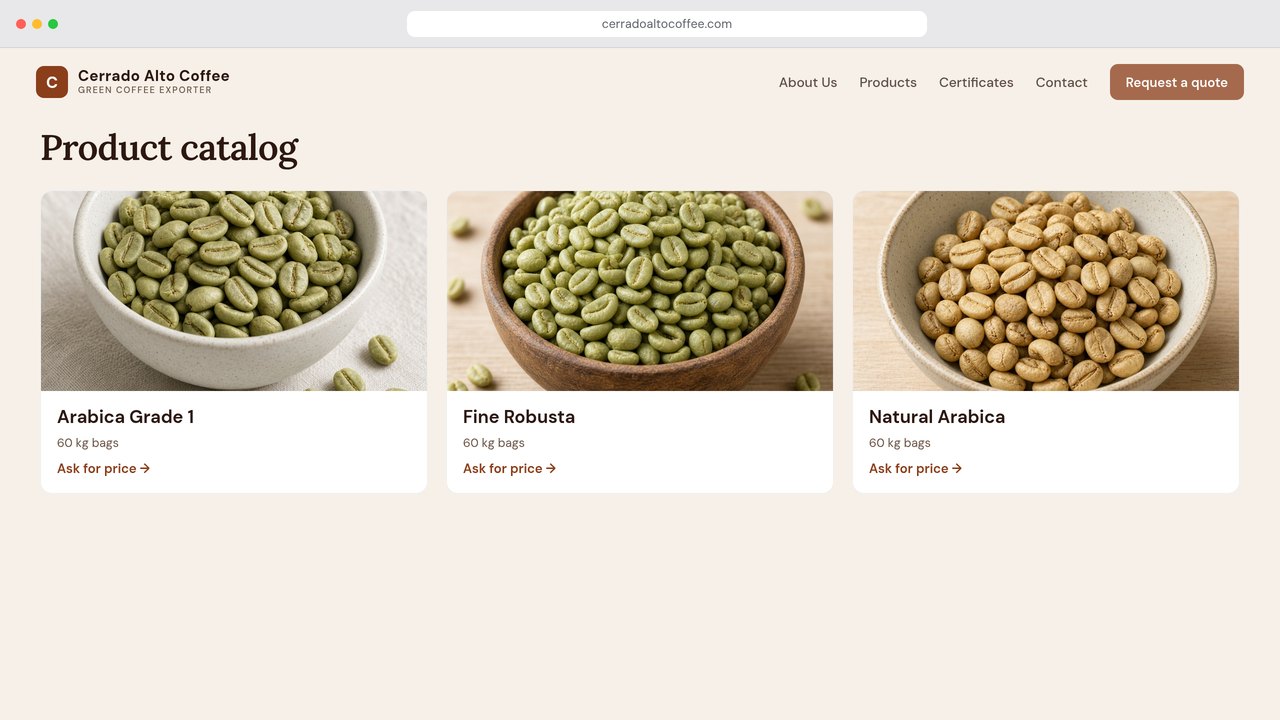 cerradoaltocoffee.com
C
Cerrado Alto Coffee
GREEN COFFEE EXPORTER
About Us Products Certificates Contact Request a quote
Product catalog
Arabica Grade 1
60 kg bags
Ask for price →
Fine Robusta
60 kg bags
Ask for price →
Natural Arabica
60 kg bags
Ask for price →